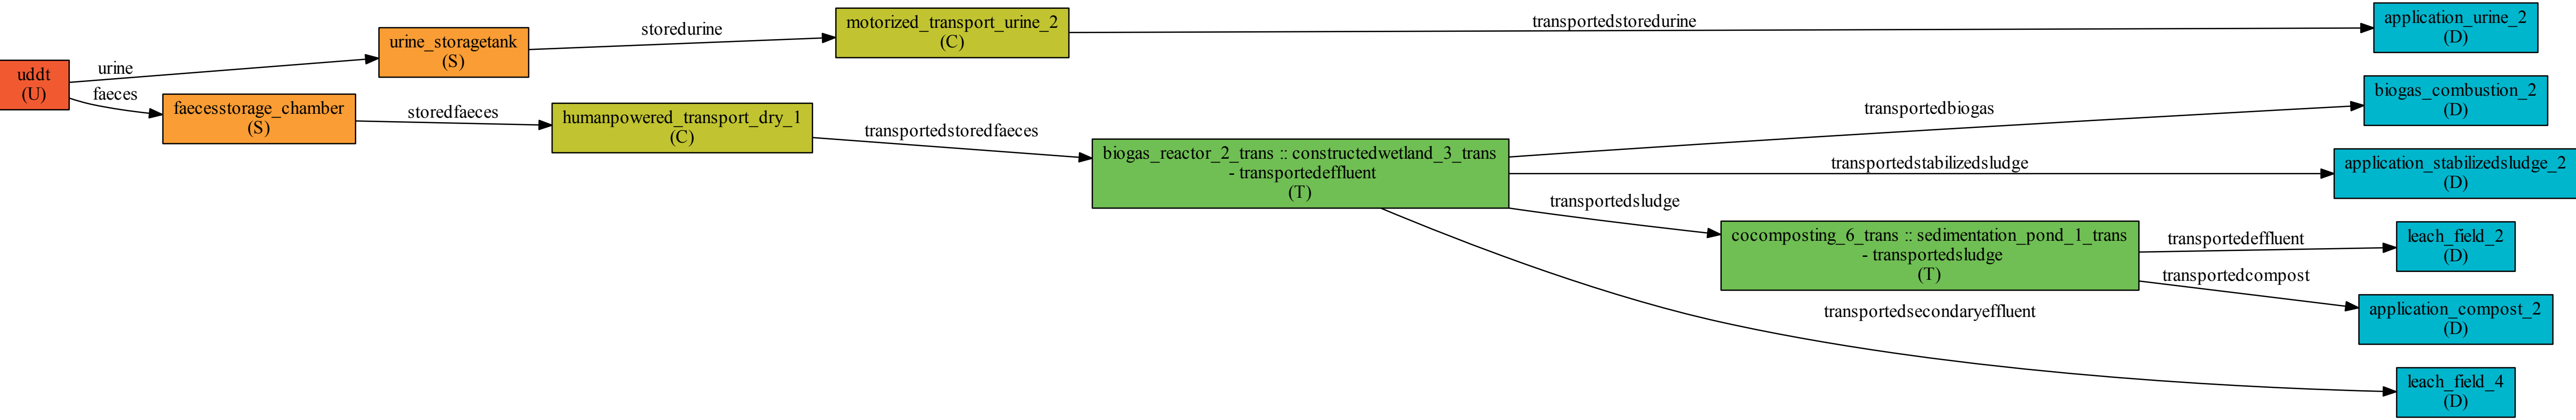 uddt
(U)
urine
faeces
urine_storagetank
(S)
faecesstorage_chamber
(S)
storedurine
storedfaeces
motorized_transport_urine_2
(C)
humanpowered_transport_dry_1
(C)
transportedstoredurine
transportedstoredfaeces
biogas_reactor_2_trans :: constructedwetland_3_trans
- transportedeffluent
(T)
transportedbiogas
transportedstabilizedsludge
transportedsludge
transportedsecondaryeffluent
cocomposting_6_trans :: sedimentation_pond_1_trans
- transportedsludge
(T)
transportedeffluent
transportedcompost
application_urine_2
(D)
biogas_combustion_2
(D)
application_stabilizedsludge_2
(D)
leach_field_2
(D)
application_compost_2
(D)
leach_field_4
(D)